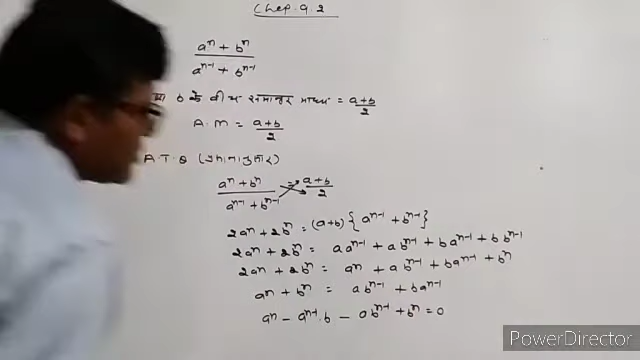 Chep. 9.2
aⁿ + bⁿ / aⁿ⁻¹ + bⁿ⁻¹
b के बीच समान्तर माध्य = a+b / 2
A.M = a+b / 2
A.T.Q (प्रश्नानुसार)
aⁿ + bⁿ / aⁿ⁻¹ + bⁿ⁻¹ = a+b / 2
2aⁿ + 2bⁿ = (a+b) { aⁿ⁻¹ + bⁿ⁻¹ }
2aⁿ + 2bⁿ = aaⁿ⁻¹ + abⁿ⁻¹ + baⁿ⁻¹ + bbⁿ⁻¹
2aⁿ + 2bⁿ = aⁿ + abⁿ⁻¹ + baⁿ⁻¹ + bⁿ
aⁿ + bⁿ = abⁿ⁻¹ + baⁿ⁻¹
aⁿ - aⁿ⁻¹.b - abⁿ⁻¹ + bⁿ = 0
PowerDirector